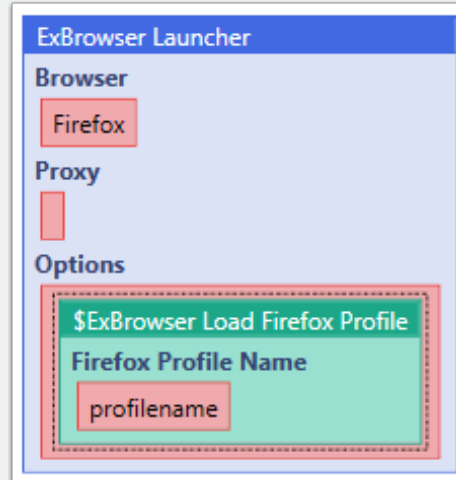 ExBrowser Launcher
Browser
Firefox
Proxy
Options
$ExBrowser Load Firefox Profile
Firefox Profile Name
profilename